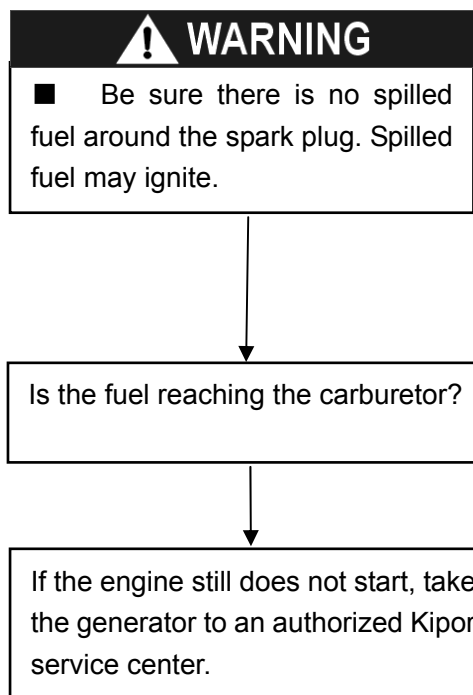 WARNING
■ Be sure there is no spilled
fuel around the spark plug. Spilled
fuel may ignite.
Is the fuel reaching the carburetor?
If the engine still does not start, take
the generator to an authorized Kipor
service center.